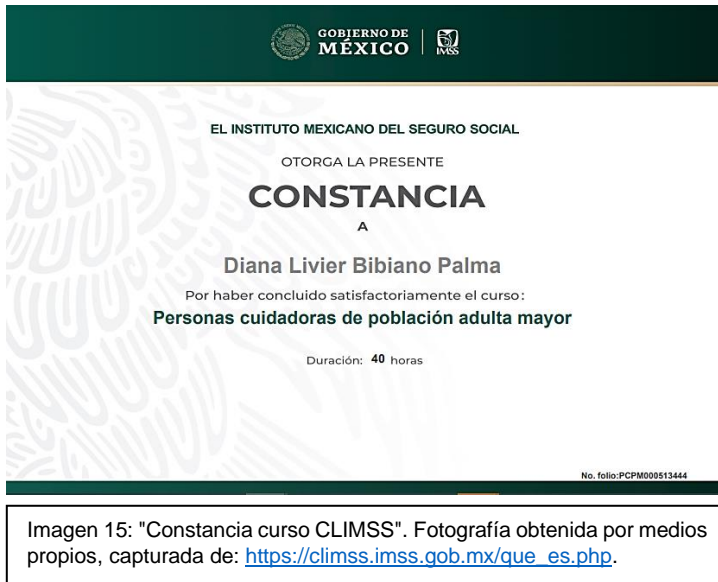 GOBIERNO DE
MÉXICO
IMSS
EL INSTITUTO MEXICANO DEL SEGURO SOCIAL
OTORGA LA PRESENTE
CONSTANCIA
A
Diana Livier Bibiano Palma
Por haber concluido satisfactoriamente el curso:
Personas cuidadoras de población adulta mayor
Duración: 40 horas
No. folio:PCPM000513444
Imagen 15: "Constancia curso CLIMSS". Fotografía obtenida por medios
propios, capturada de: https://climss.imss.gob.mx/que_es.php.